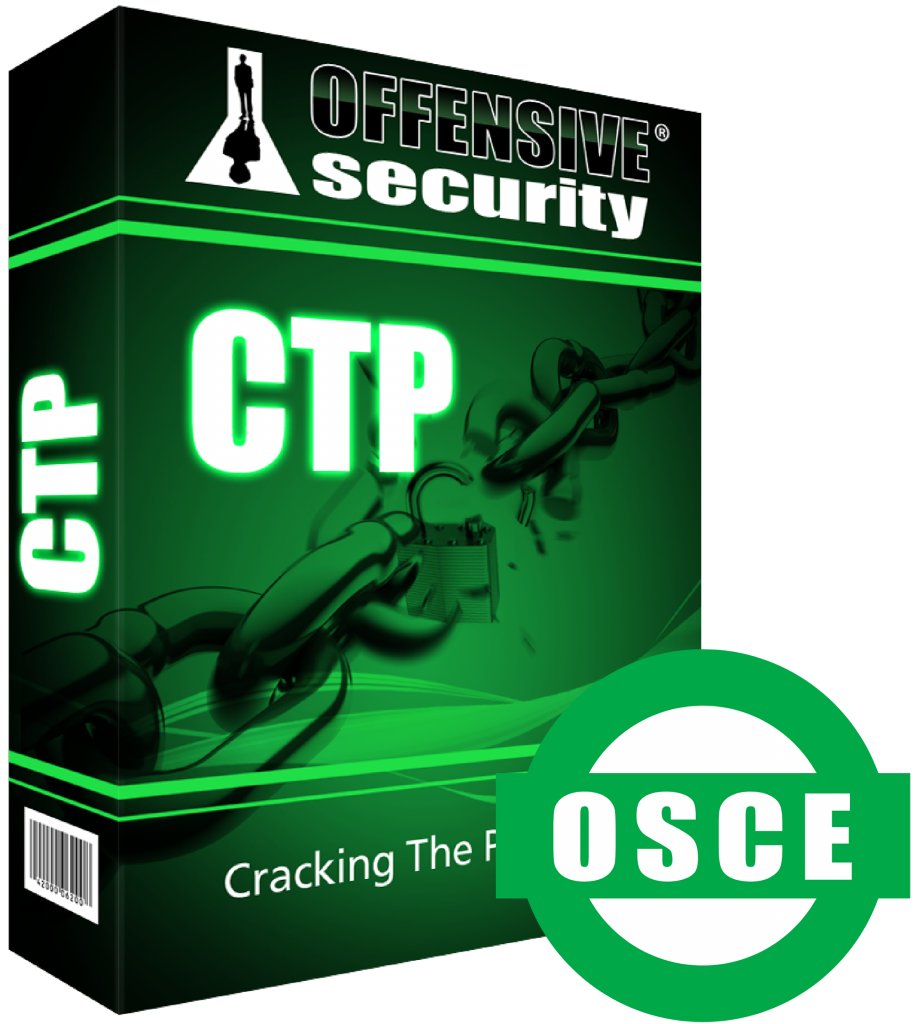 OFFENSIVE®
security
CTP
CTP
Cracking The P
OSCE